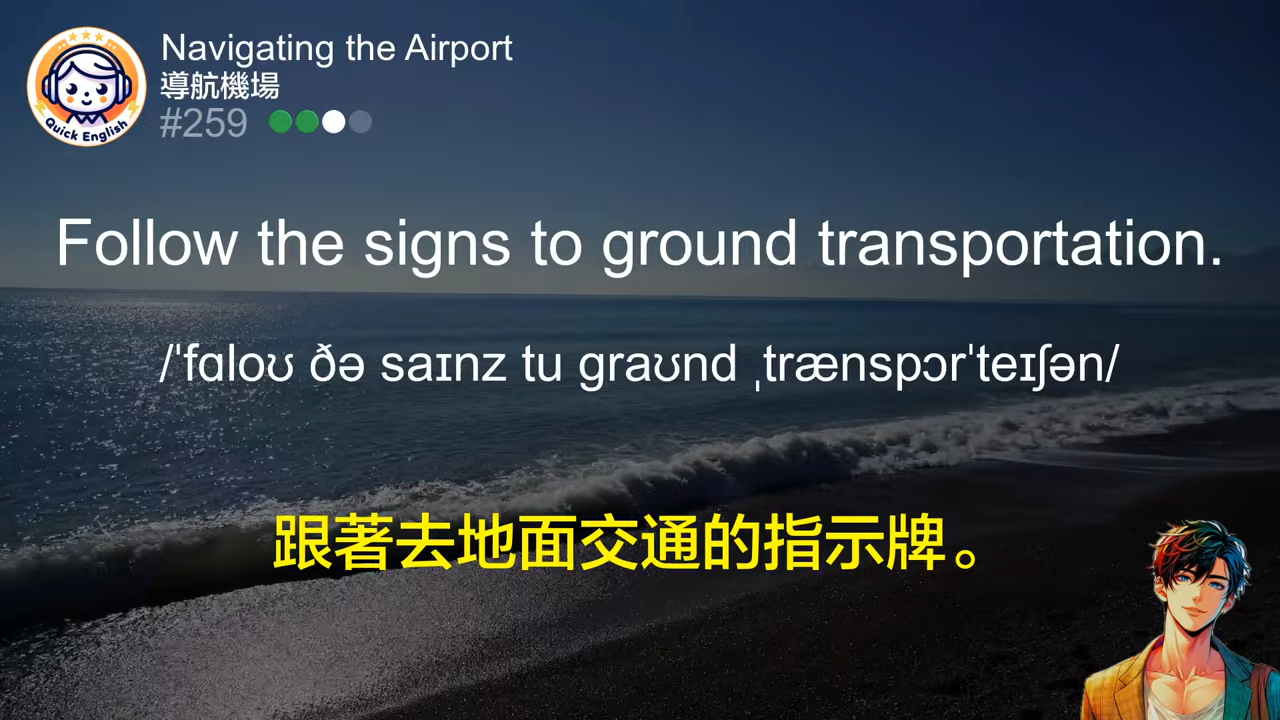 Navigating the Airport
導航機場
#259
Quick English
Follow the signs to ground transportation.
/ˈfɑloʊ ðə saɪnz tu ɡraʊnd ˌtrænspɔrˈteɪʃən/
跟著去地面交通的指示牌。